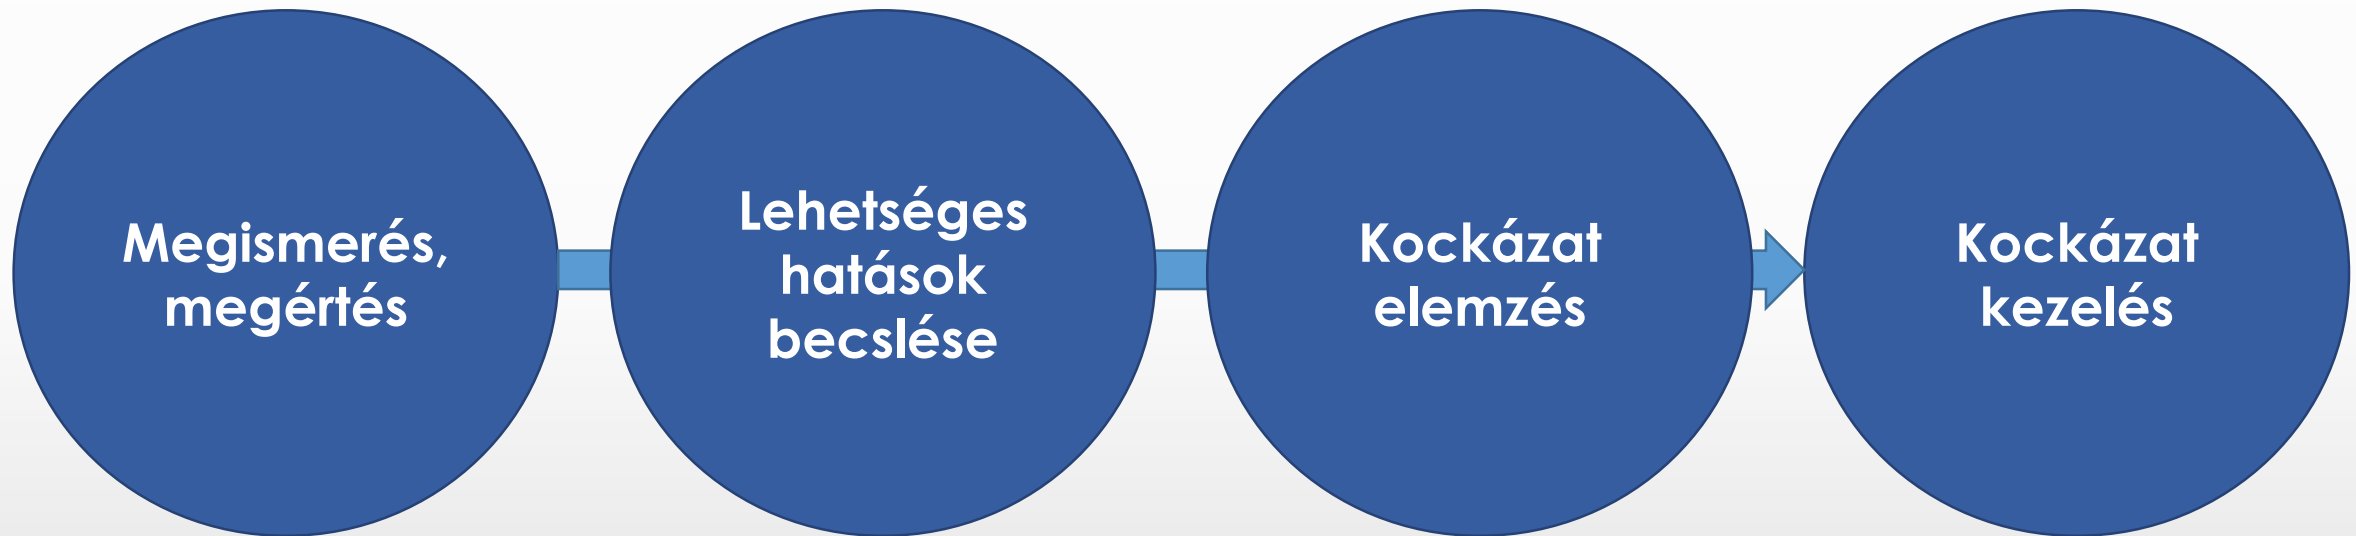 Megismerés,
megértés
Lehetséges
hatások
becslése
Kockázat
elemzés
Kockázat
kezelés